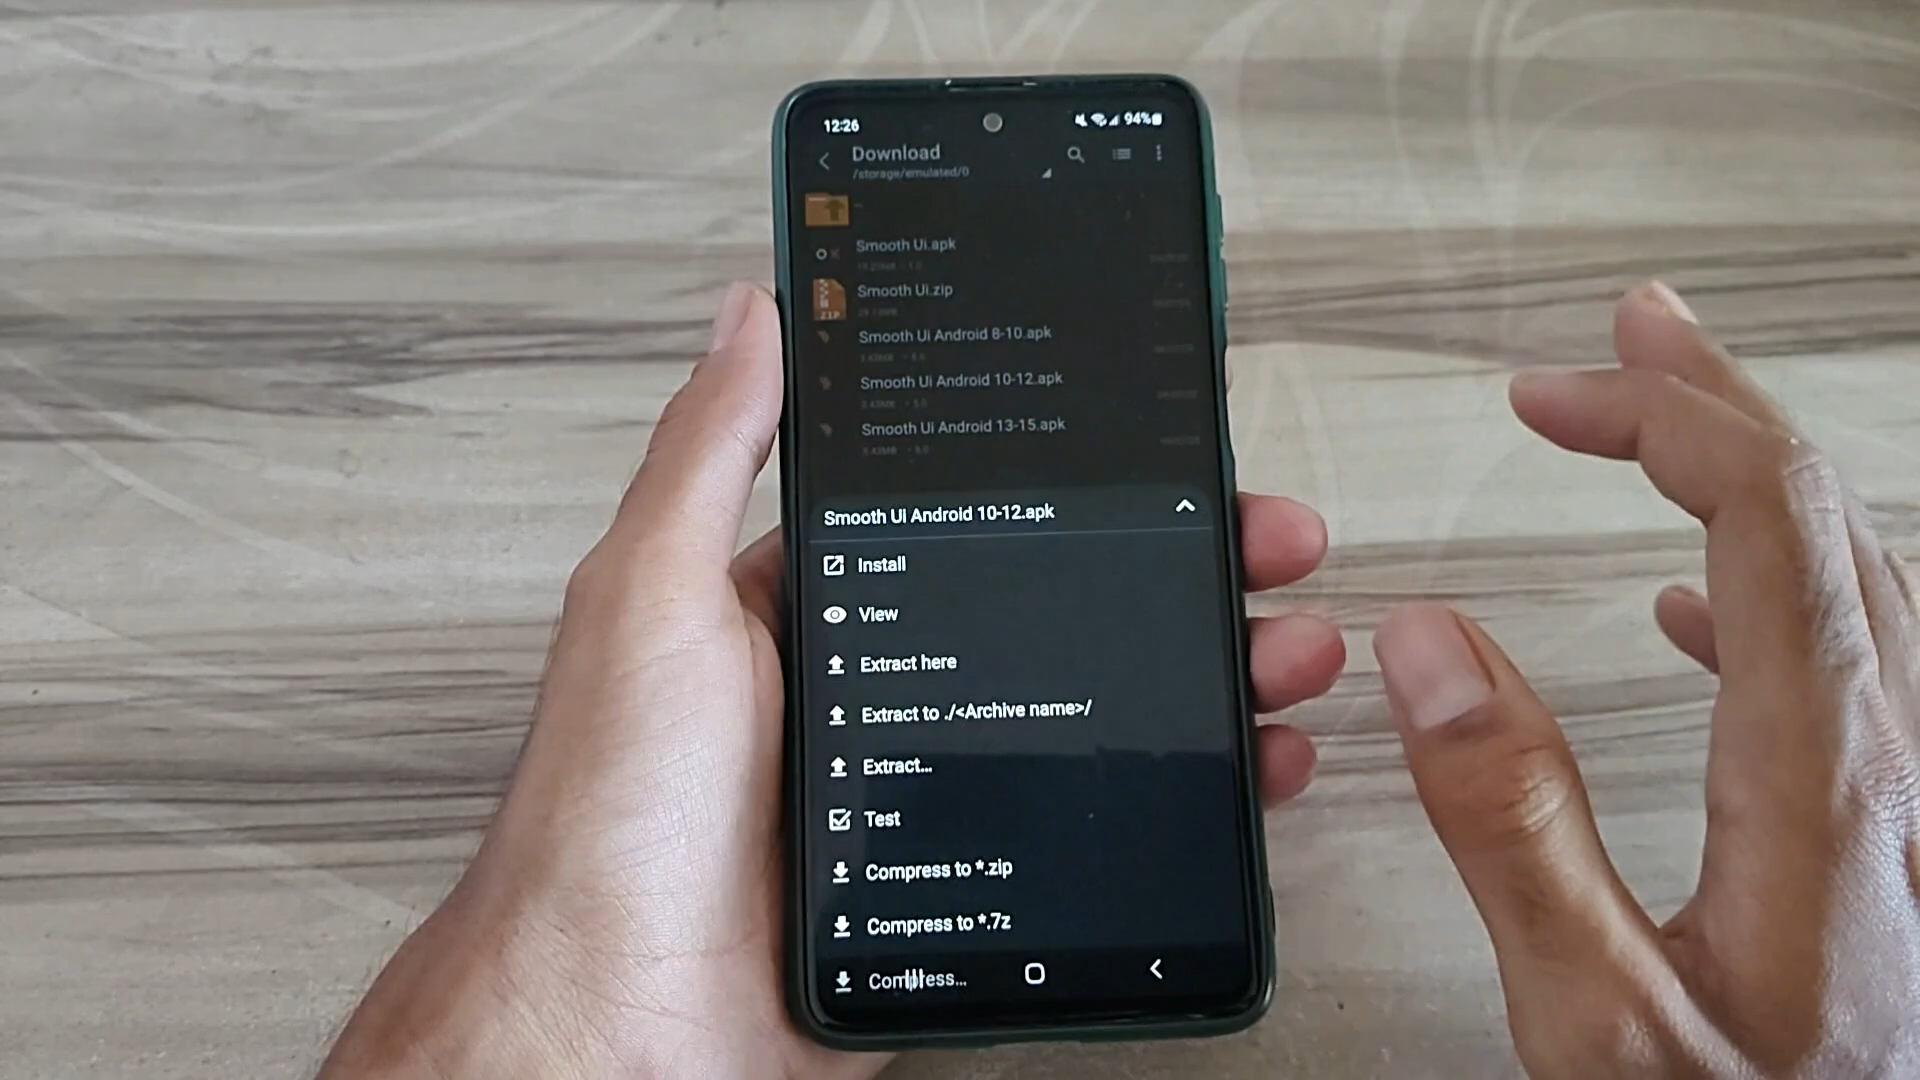 12:26
94%
Download
/storage/emulated/0
..
Smooth Ui.apk
Smooth Ui.zip
ZIP
Smooth Ui Android 8-10.apk
Smooth Ui Android 10-12.apk
Smooth Ui Android 13-15.apk
Smooth Ui Android 10-12.apk
Install
View
Extract here
Extract to ./<Archive name>/
Extract...
Test
Compress to *.zip
Compress to *.7z
Compress...